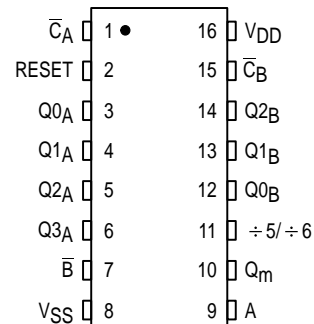 C̅A 1 16 VDD
RESET 2 15 C̅B
Q0A 3 14 Q2B
Q1A 4 13 Q1B
Q2A 5 12 Q0B
Q3A 6 11 ÷5/÷6
B̅ 7 10 Qm
VSS 8 9 A